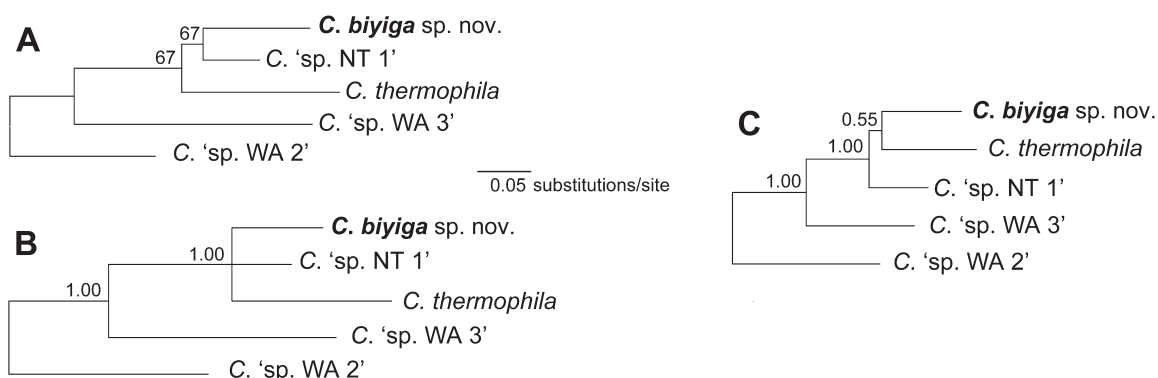 A
67
C. biyiga sp. nov.
67
C. ‘sp. NT 1’
C. thermophila
C. ‘sp. WA 3’
C. ‘sp. WA 2’
0.05 substitutions/site
B
1.00
C. biyiga sp. nov.
1.00
C. ‘sp. NT 1’
C. thermophila
C. ‘sp. WA 3’
C. ‘sp. WA 2’
C
0.55
C. biyiga sp. nov.
1.00
C. thermophila
1.00
C. ‘sp. NT 1’
C. ‘sp. WA 3’
C. ‘sp. WA 2’